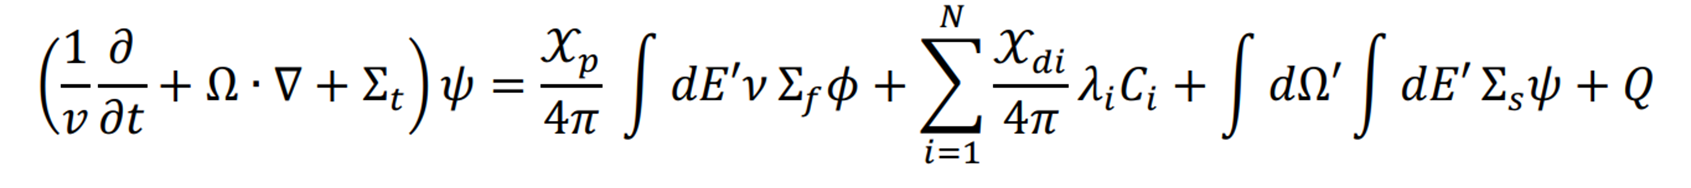 (1/v ∂/∂t + Ω · ∇ + Σ_t) ψ = χ_p/4π ∫ dE′ν Σ_f ϕ + ∑_{i=1}^{N} χ_{di}/4π λ_i C_i + ∫ dΩ′ ∫ dE′ Σ_s ψ + Q